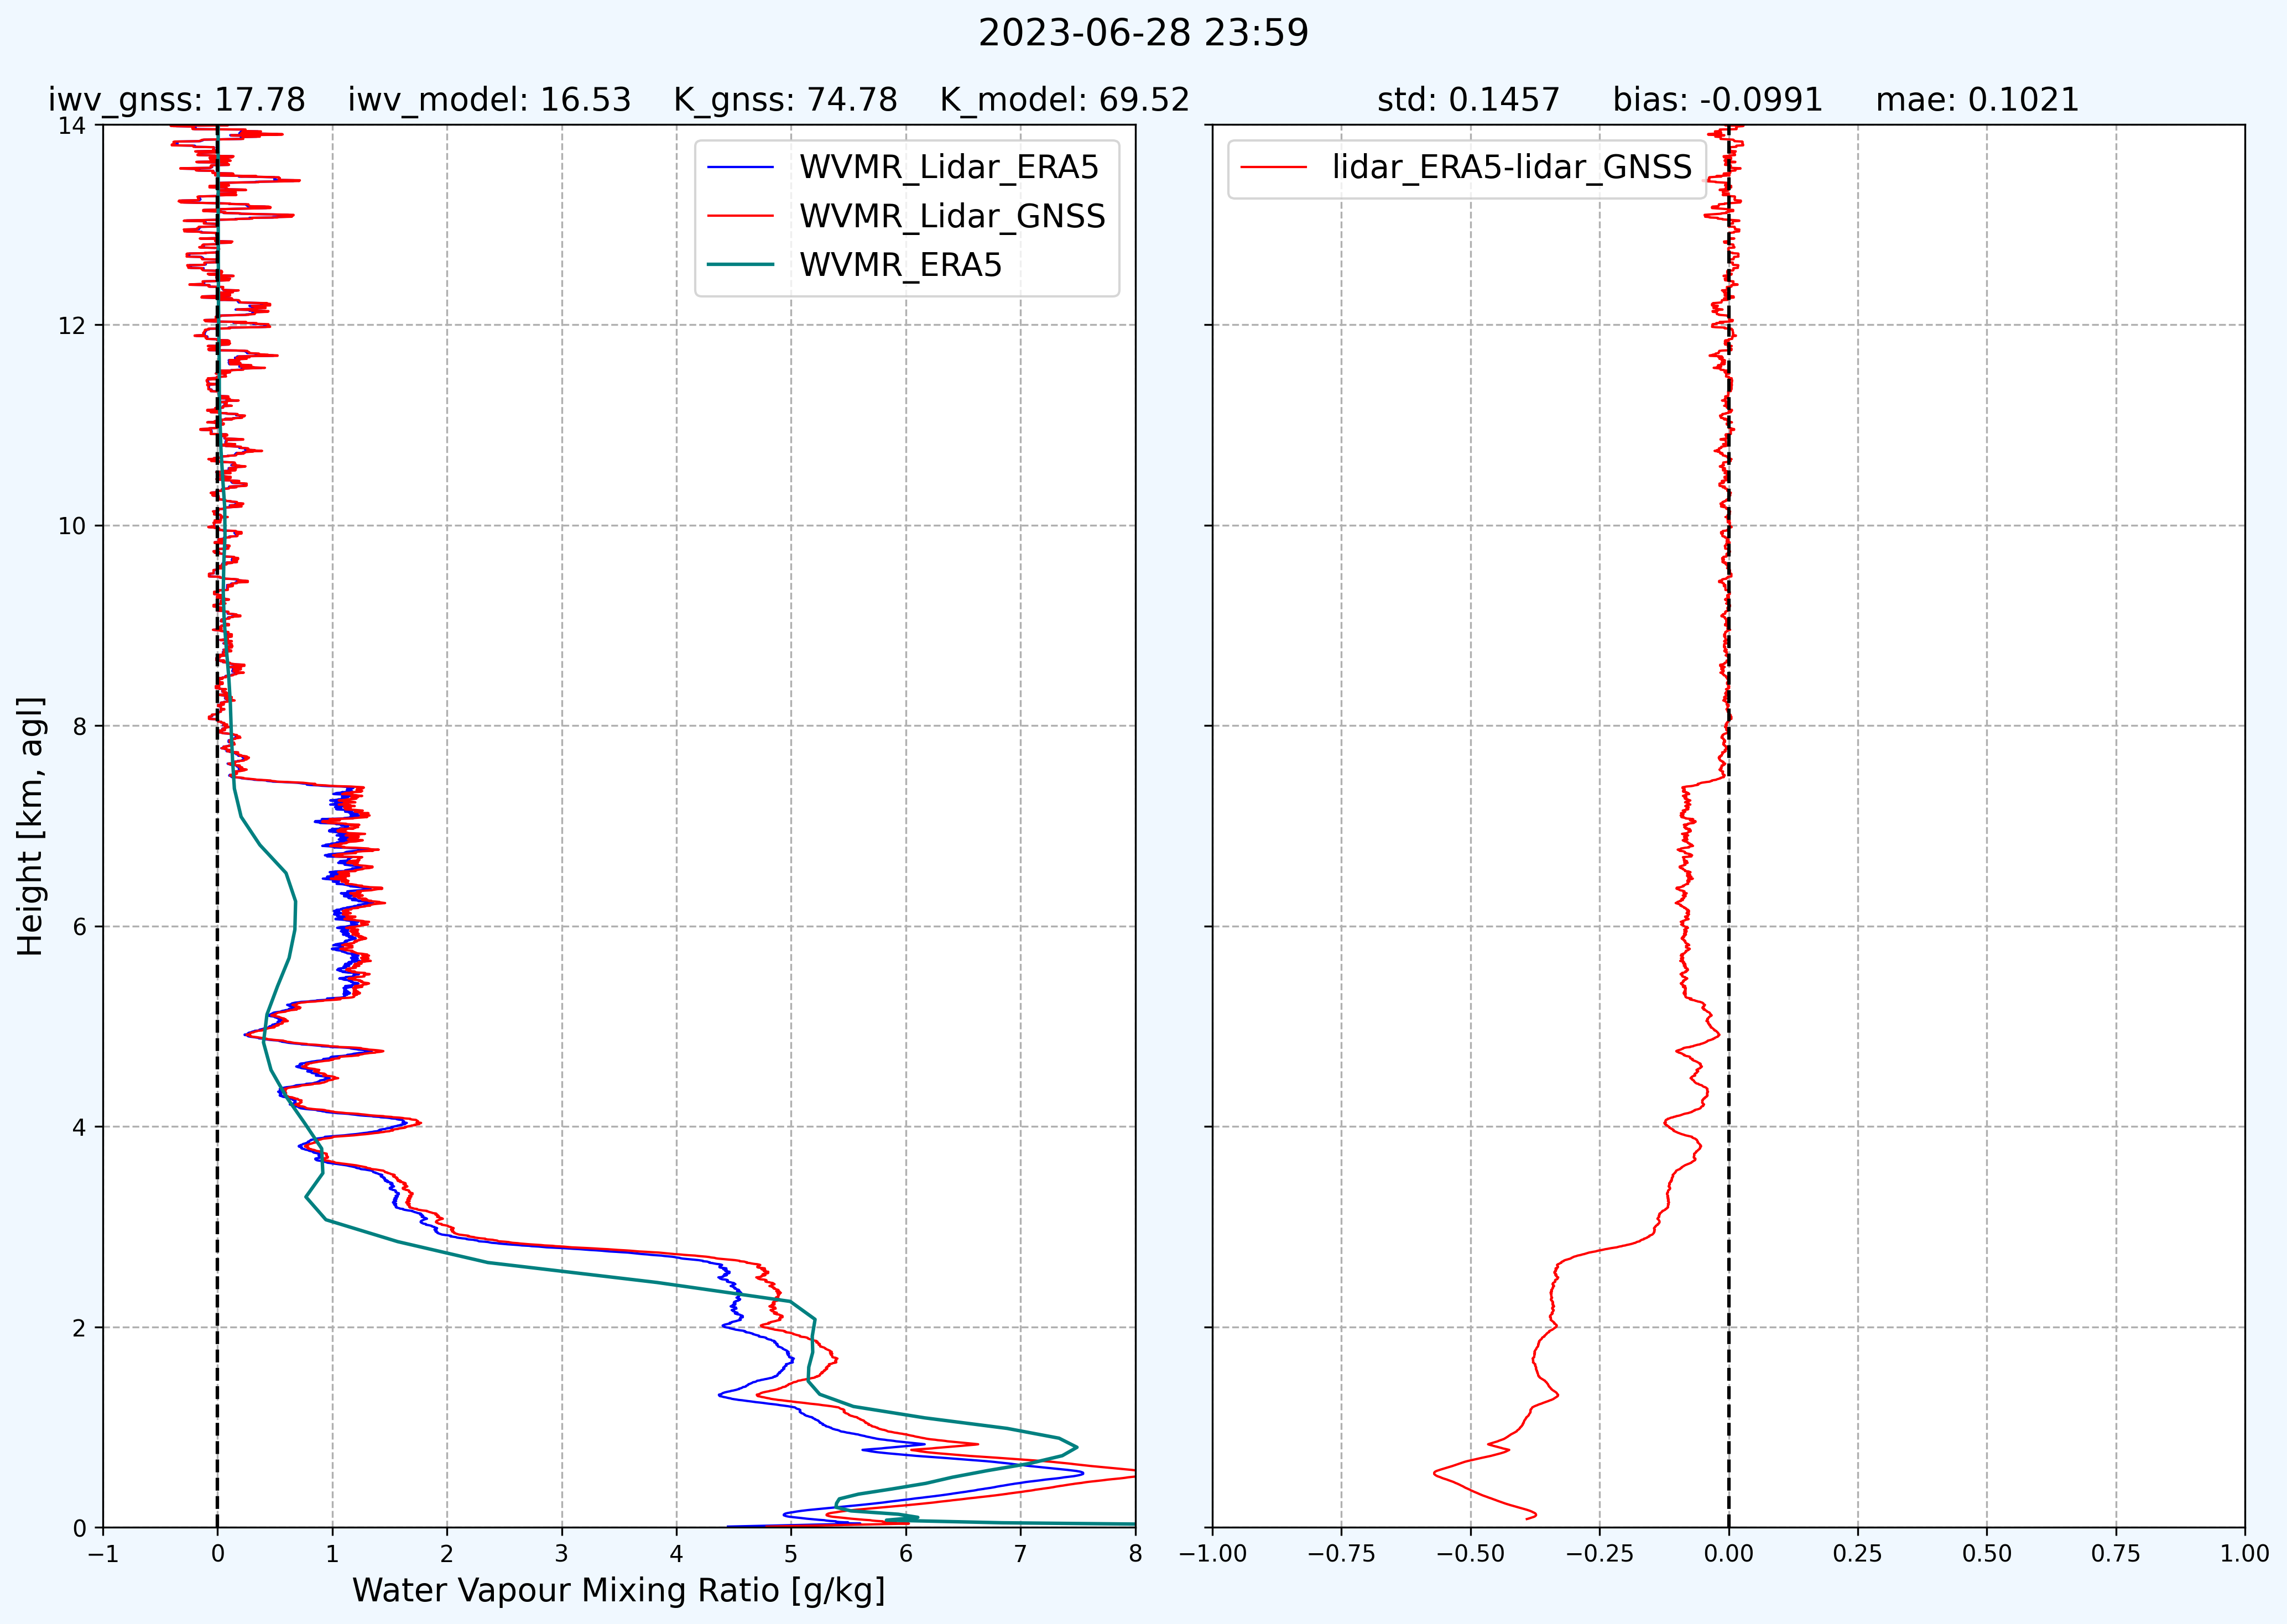 2023-06-28 23:59
iwv_gnss: 17.78 iwv_model: 16.53 K_gnss: 74.78 K_model: 69.52
std: 0.1457 bias: -0.0991 mae: 0.1021
WVMR_Lidar_ERA5
WVMR_Lidar_GNSS
WVMR_ERA5
lidar_ERA5-lidar_GNSS
Height [km, agl]
14
12
10
8
6
4
2
0
−1 0 1 2 3 4 5 6 7 8
Water Vapour Mixing Ratio [g/kg]
−1.00 −0.75 −0.50 −0.25 0.00 0.25 0.50 0.75 1.00